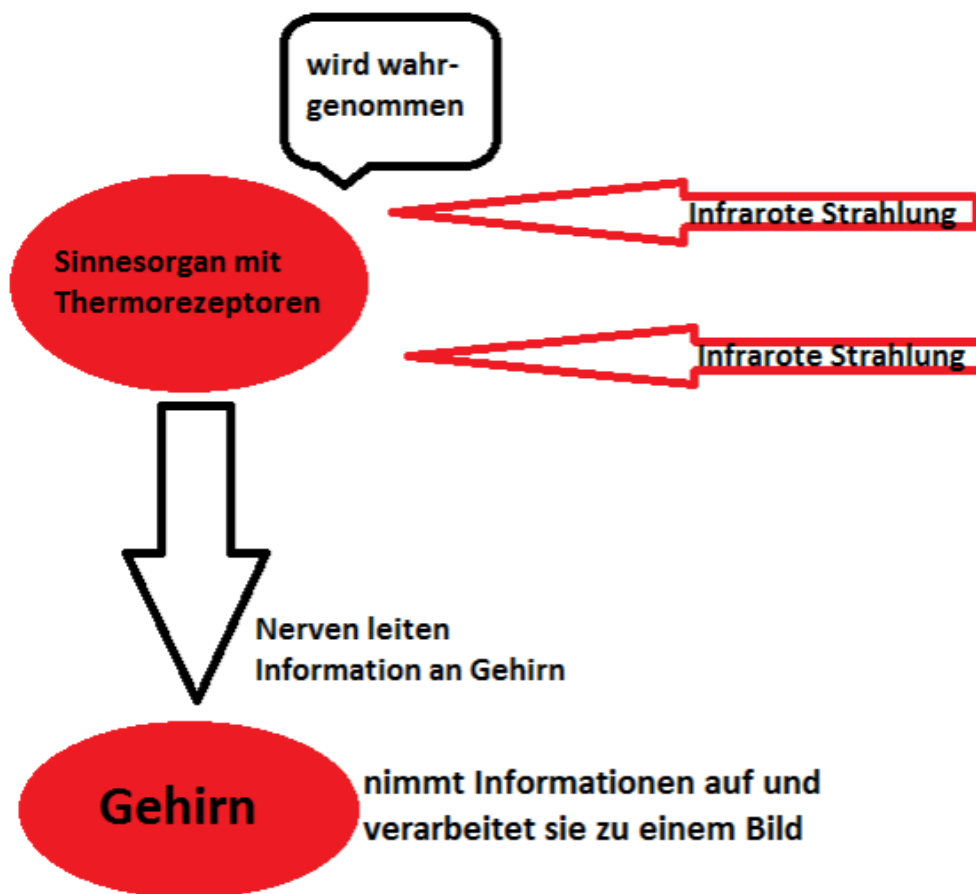 wird wahr-
genommen
Infrarote Strahlung
Sinnesorgan mit
Thermorezeptoren
Infrarote Strahlung
Nerven leiten
Information an Gehirn
Gehirn
nimmt Informationen auf und
verarbeitet sie zu einem Bild